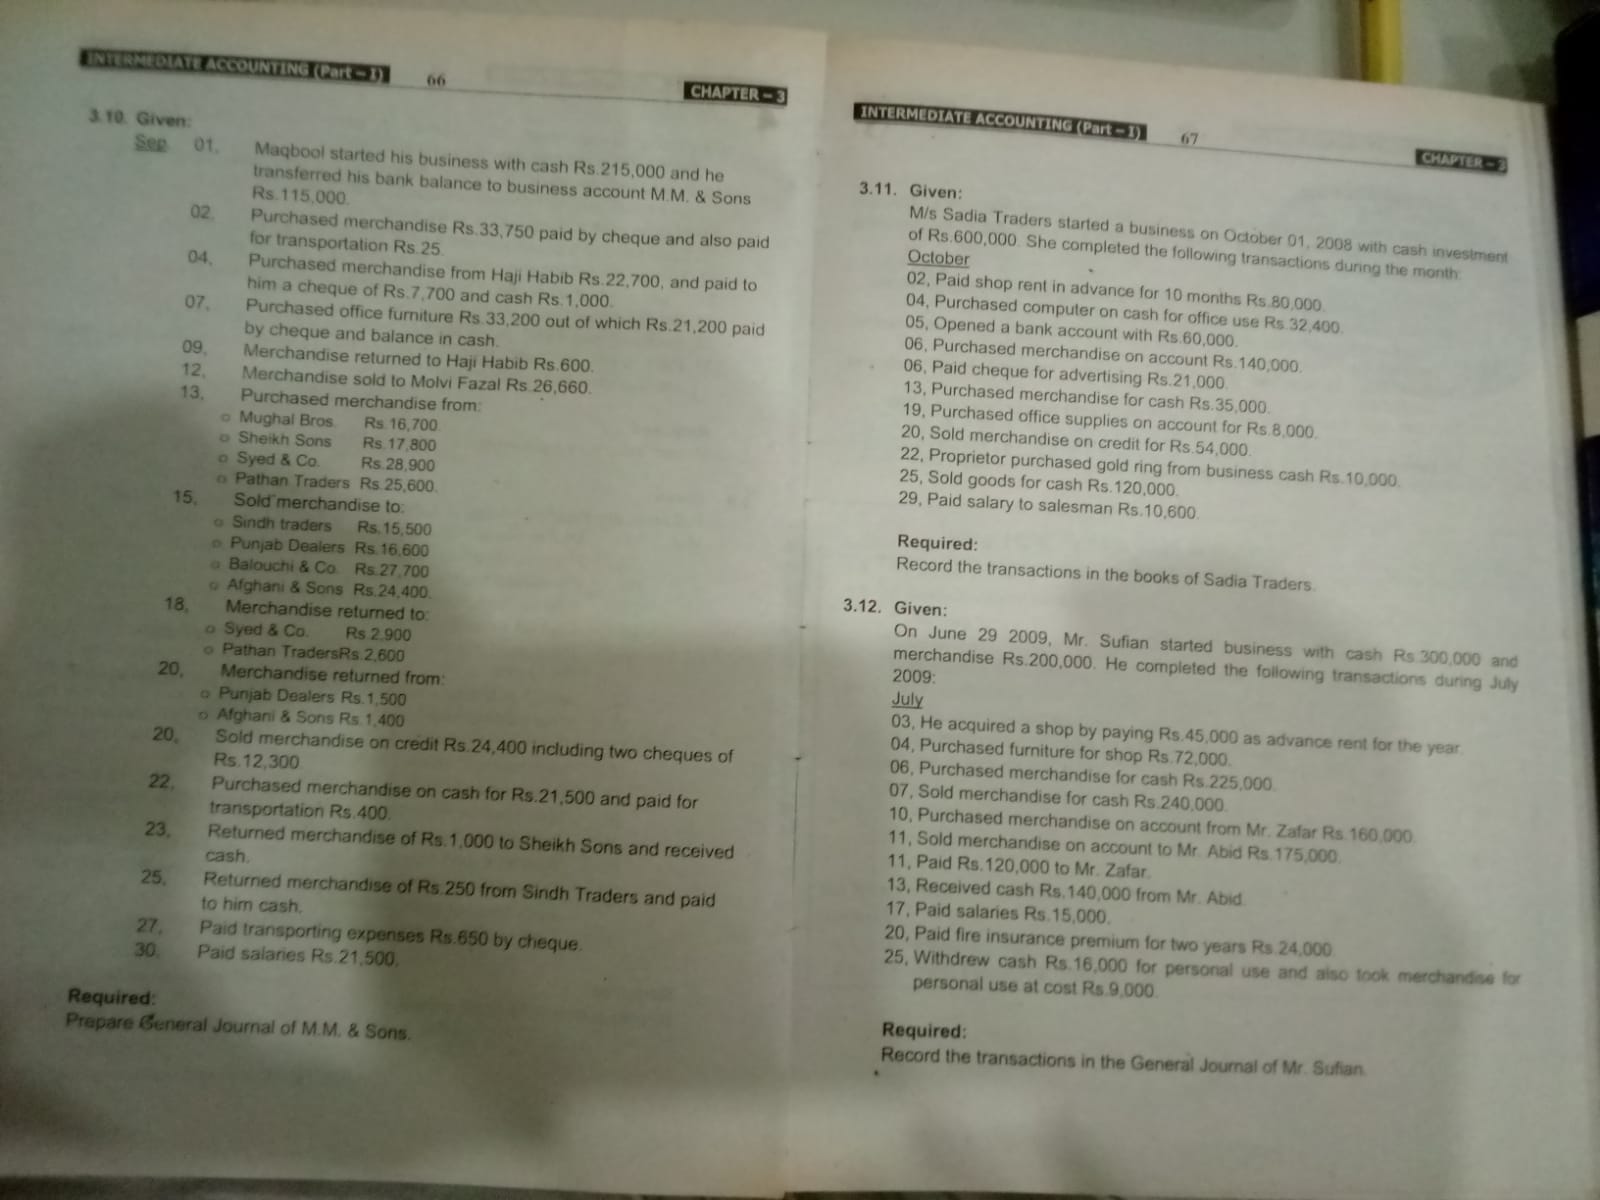 INTERMEDIATE ACCOUNTING (Part – I) 66 CHAPTER – 3
3.10. Given:
Sep 01, Maqbool started his business with cash Rs.215,000 and he
transferred his bank balance to business account M.M. & Sons
Rs.115,000.
02, Purchased merchandise Rs.33,750 paid by cheque and also paid
for transportation Rs.25.
04, Purchased merchandise from Haji Habib Rs.22,700, and paid to
him a cheque of Rs.7,700 and cash Rs.1,000.
07, Purchased office furniture Rs.33,200 out of which Rs.21,200 paid
by cheque and balance in cash.
09, Merchandise returned to Haji Habib Rs.600.
12, Merchandise sold to Molvi Fazal Rs.26,660.
13, Purchased merchandise from:
o Mughal Bros. Rs.16,700
o Sheikh Sons Rs.17,800
o Syed & Co. Rs.28,900
o Pathan Traders Rs.25,600.
15, Sold merchandise to:
o Sindh traders Rs.15,500
o Punjab Dealers Rs.16,600
o Balouchi & Co. Rs.27,700
o Afghani & Sons Rs.24,400.
18, Merchandise returned to:
o Syed & Co. Rs.2,900
o Pathan TradersRs.2,600
20, Merchandise returned from:
o Punjab Dealers Rs.1,500
o Afghani & Sons Rs.1,400
20, Sold merchandise on credit Rs.24,400 including two cheques of
Rs.12,300.
22, Purchased merchandise on cash for Rs.21,500 and paid for
transportation Rs.400.
23, Returned merchandise of Rs.1,000 to Sheikh Sons and received
cash.
25, Returned merchandise of Rs.250 from Sindh Traders and paid
to him cash.
27, Paid transporting expenses Rs.650 by cheque.
30, Paid salaries Rs.21,500.
Required:
Prepare General Journal of M.M. & Sons.
INTERMEDIATE ACCOUNTING (Part – I) 67 CHAPTER – 3
3.11. Given:
M/s Sadia Traders started a business on October 01, 2008 with cash investment
of Rs.600,000. She completed the following transactions during the month:
October
02, Paid shop rent in advance for 10 months Rs.80,000.
04, Purchased computer on cash for office use Rs.32,400.
05, Opened a bank account with Rs.60,000.
06, Purchased merchandise on account Rs.140,000.
06, Paid cheque for advertising Rs.21,000.
13, Purchased merchandise for cash Rs.35,000.
19, Purchased office supplies on account for Rs.8,000.
20, Sold merchandise on credit for Rs.54,000.
22, Proprietor purchased gold ring from business cash Rs.10,000.
25, Sold goods for cash Rs.120,000.
29, Paid salary to salesman Rs.10,600.
Required:
Record the transactions in the books of Sadia Traders.
3.12. Given:
On June 29 2009, Mr. Sufian started business with cash Rs.300,000 and
merchandise Rs.200,000. He completed the following transactions during July
2009:
July
03, He acquired a shop by paying Rs.45,000 as advance rent for the year.
04, Purchased furniture for shop Rs.72,000.
06, Purchased merchandise for cash Rs.225,000.
07, Sold merchandise for cash Rs.240,000.
10, Purchased merchandise on account from Mr. Zafar Rs.160,000.
11, Sold merchandise on account to Mr. Abid Rs.175,000.
11, Paid Rs.120,000 to Mr. Zafar.
13, Received cash Rs.140,000 from Mr. Abid.
17, Paid salaries Rs.15,000.
20, Paid fire insurance premium for two years Rs.24,000.
25, Withdrew cash Rs.16,000 for personal use and also took merchandise for
personal use at cost Rs.9,000.
Required:
Record the transactions in the General Journal of Mr. Sufian.